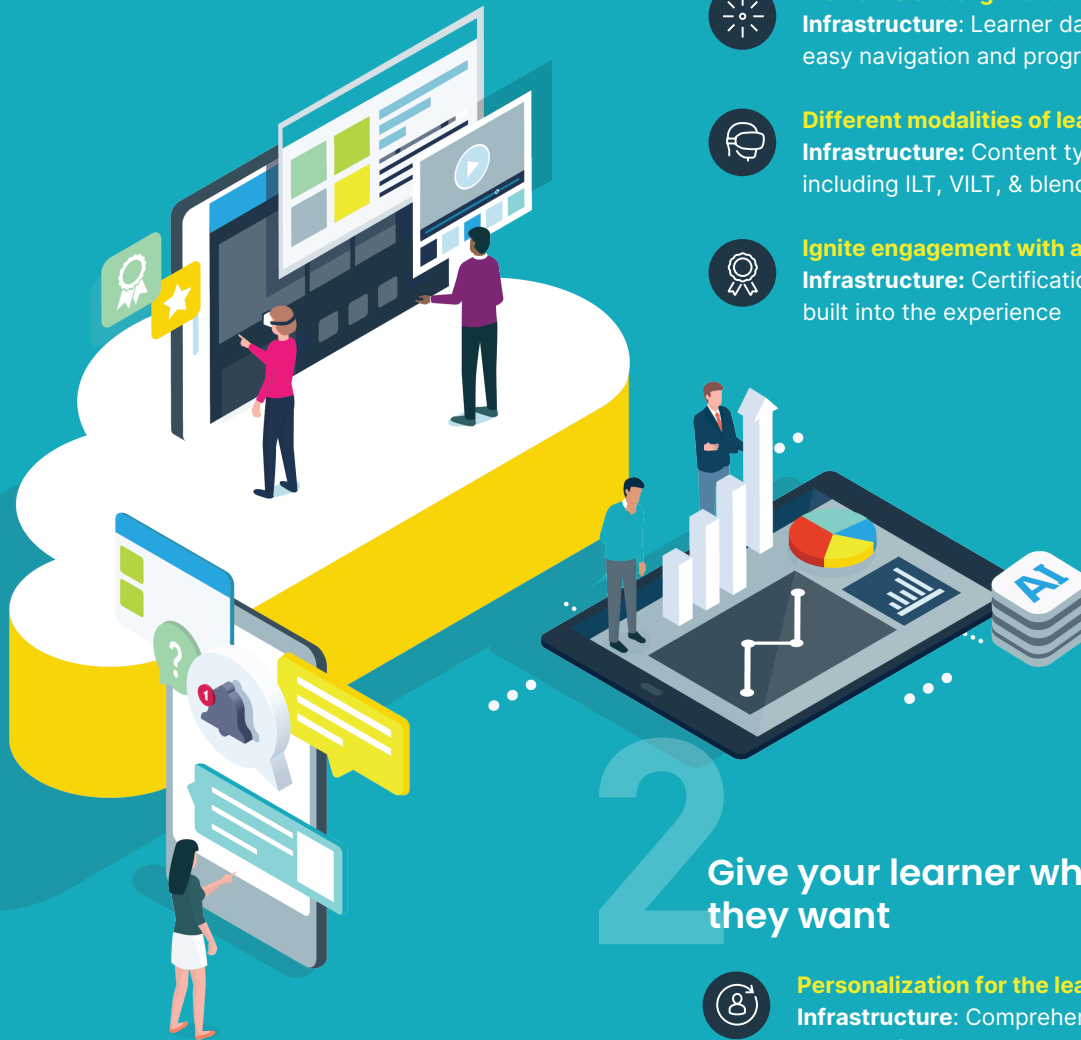 Infrastructure: Learner da
easy navigation and progr
Different modalities of lea
Infrastructure: Content ty
including ILT, VILT, & blend
Ignite engagement with a
Infrastructure: Certificatio
built into the experience
AI
?
1
2
Give your learner wh
they want
Personalization for the lea
Infrastructure: Comprehen